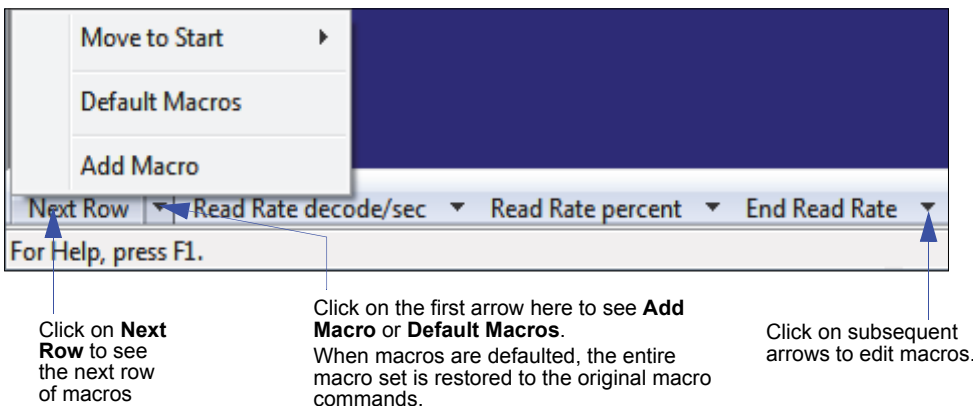 Move to Start
Default Macros
Add Macro
Next Row Read Rate decode/sec Read Rate percent End Read Rate
For Help, press F1.
Click on Next
Row to see
the next row
of macros
Click on the first arrow here to see Add
Macro or Default Macros.
When macros are defaulted, the entire
macro set is restored to the original macro
commands.
Click on subsequent
arrows to edit macros.